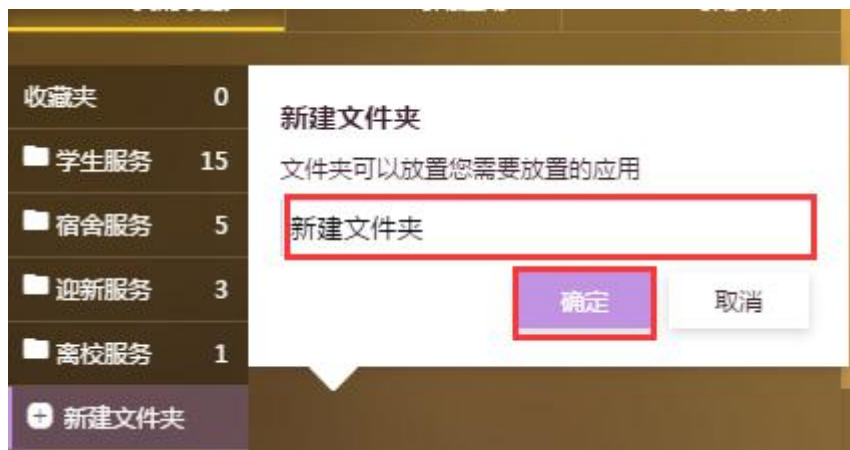 收藏夹 0
学生服务 15
宿舍服务 5
迎新服务 3
离校服务 1
新建文件夹
新建文件夹
文件夹可以放置您需要放置的应用
新建文件夹
确定 取消